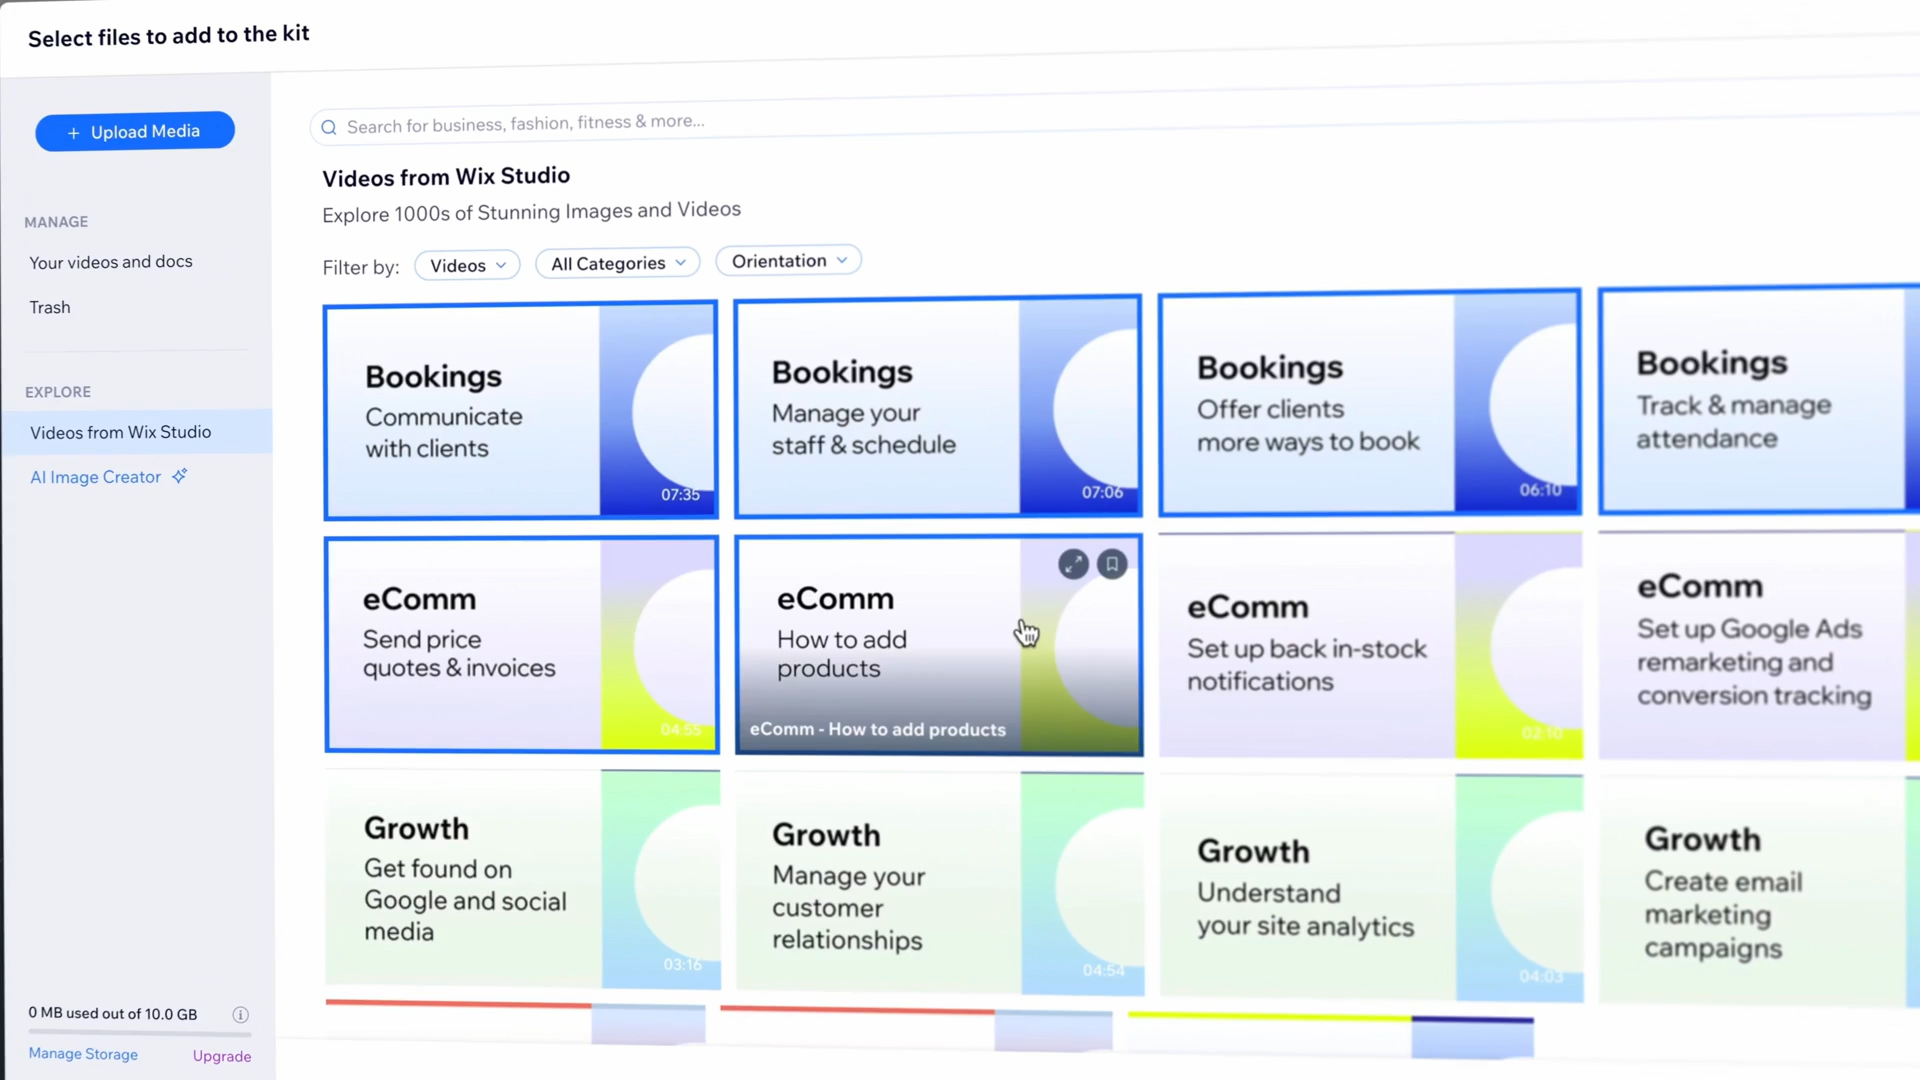 Select files to add to the kit
+ Upload Media
MANAGE
Your videos and docs
Trash
EXPLORE
Videos from Wix Studio
AI Image Creator
0 MB used out of 10.0 GB
Manage Storage
Upgrade
Search for business, fashion, fitness & more...
Videos from Wix Studio
Explore 1000s of Stunning Images and Videos
Filter by:
Videos
All Categories
Orientation
Bookings
Communicate
with clients
07:35
Bookings
Manage your
staff & schedule
07:06
Bookings
Offer clients
more ways to book
06:10
Bookings
Track & manage
attendance
eComm
Send price
quotes & invoices
04:55
eComm
How to add
products
eComm - How to add products
eComm
Set up back in-stock
notifications
02:10
eComm
Set up Google Ads
remarketing and
conversion tracking
Growth
Get found on
Google and social
media
03:16
Growth
Manage your
customer
relationships
04:54
Growth
Understand
your site analytics
04:03
Growth
Create email
marketing
campaigns